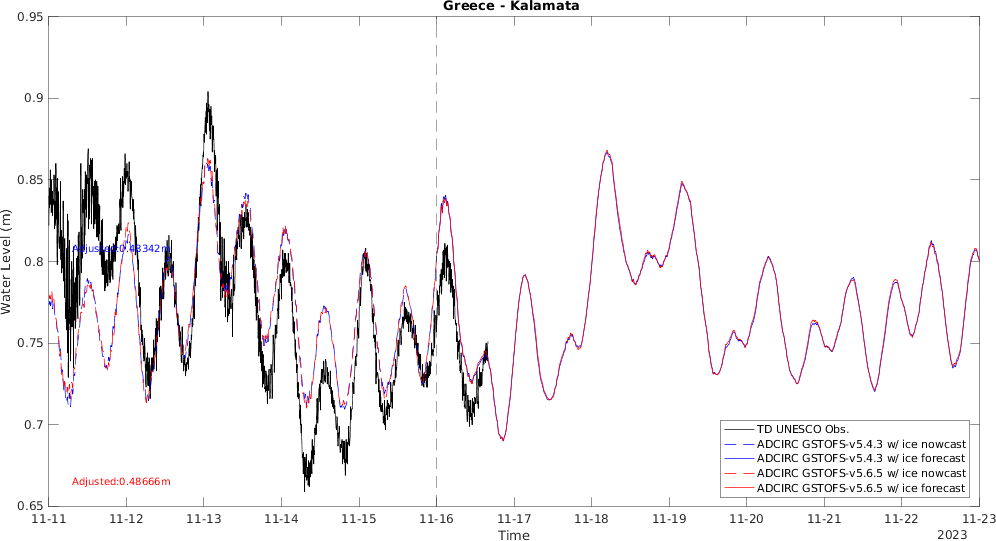 Greece - Kalamata
0.95
0.9
0.85
0.8
0.75
0.7
0.65
Water Level (m)
Adjusted:0.48342m
Adjusted:0.48666m
TD UNESCO Obs.
ADCIRC GSTOFS-v5.4.3 w/ ice nowcast
ADCIRC GSTOFS-v5.4.3 w/ ice forecast
ADCIRC GSTOFS-v5.6.5 w/ ice nowcast
ADCIRC GSTOFS-v5.6.5 w/ ice forecast
11-11 11-12 11-13 11-14 11-15 11-16 11-17 11-18 11-19 11-20 11-21 11-22 11-23
Time
2023